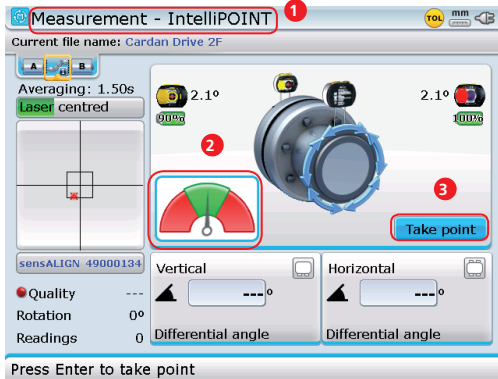 Measurement - IntelliPOINT
1
TOL
mm
Current file name: Cardan Drive 2F
A
B
Averaging: 1.50s
Laser centred
2.1º
90%
2.1º
100%
2
3
Take point
sensALIGN 49000134
Quality ---
Rotation 0º
Readings 0
Vertical
---º
Differential angle
Horizontal
---º
Differential angle
Press Enter to take point